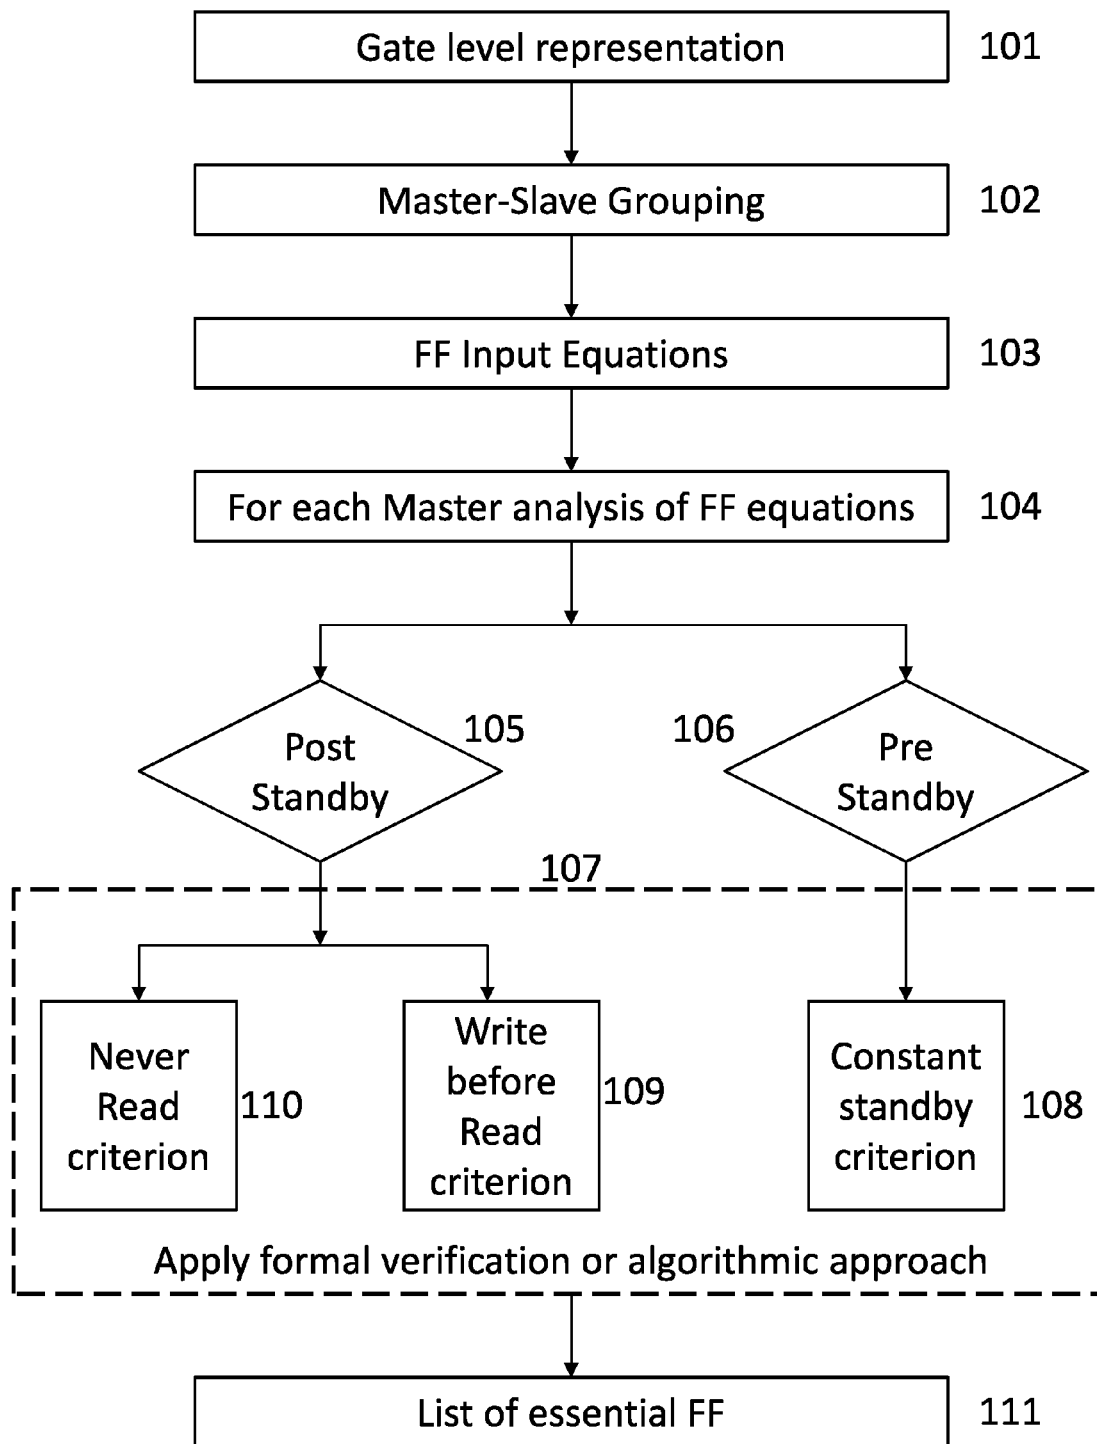 Gate level representation 101
Master-Slave Grouping 102
FF Input Equations 103
For each Master analysis of FF equations 104
Post
Standby
105
106
Pre
Standby
107
Never
Read
criterion
110
Write
before
Read
criterion
109
Constant
standby
criterion
108
Apply formal verification or algorithmic approach
List of essential FF 111